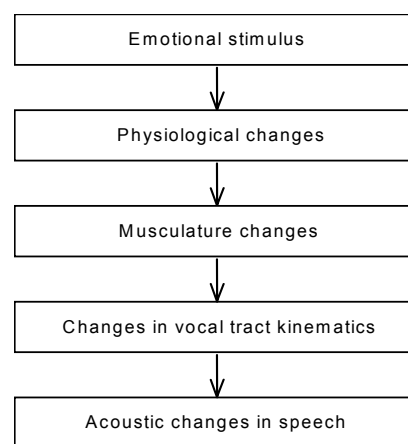 Emotional stimulus
Physiological changes
Musculature changes
Changes in vocal tract kinematics
Acoustic changes in speech